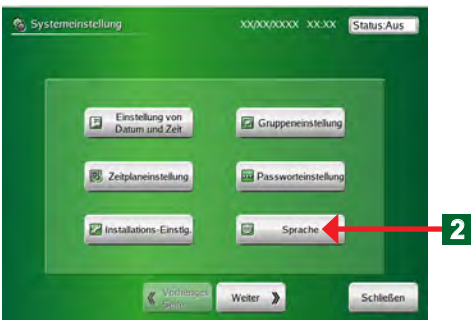 Systemeinstellung
XX/XX/XXXX XX:XX
Status:Aus
Einstellung von
Datum und Zeit
Gruppeneinstellung
Zeitplaneinstellung
Passworteinstellung
Installations-Einstlg.
Sprache
2
Vorheriges
Seite
Weiter
Schließen